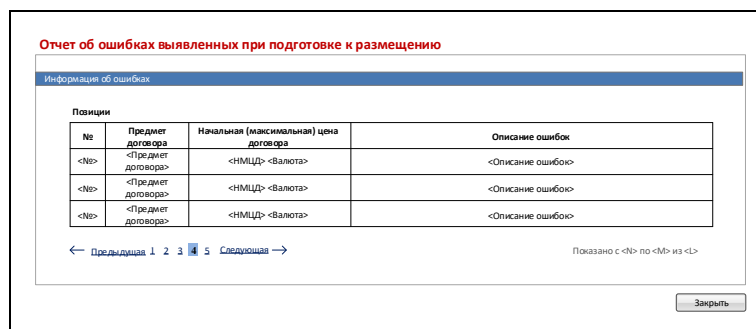 Отчет об ошибках выявленных при подготовке к размещению
Информация об ошибках
Позиции
№ Предмет договора Начальная (максимальная) цена договора Описание ошибок
<№> <Предмет договора> <НМЦД> <Валюта> <Описание ошибок>
<№> <Предмет договора> <НМЦД> <Валюта> <Описание ошибок>
<№> <Предмет договора> <НМЦД> <Валюта> <Описание ошибок>
← Предыдущая 1 2 3 4 5 Следующая → Показано с <N> по <M> из <L>
Закрыть